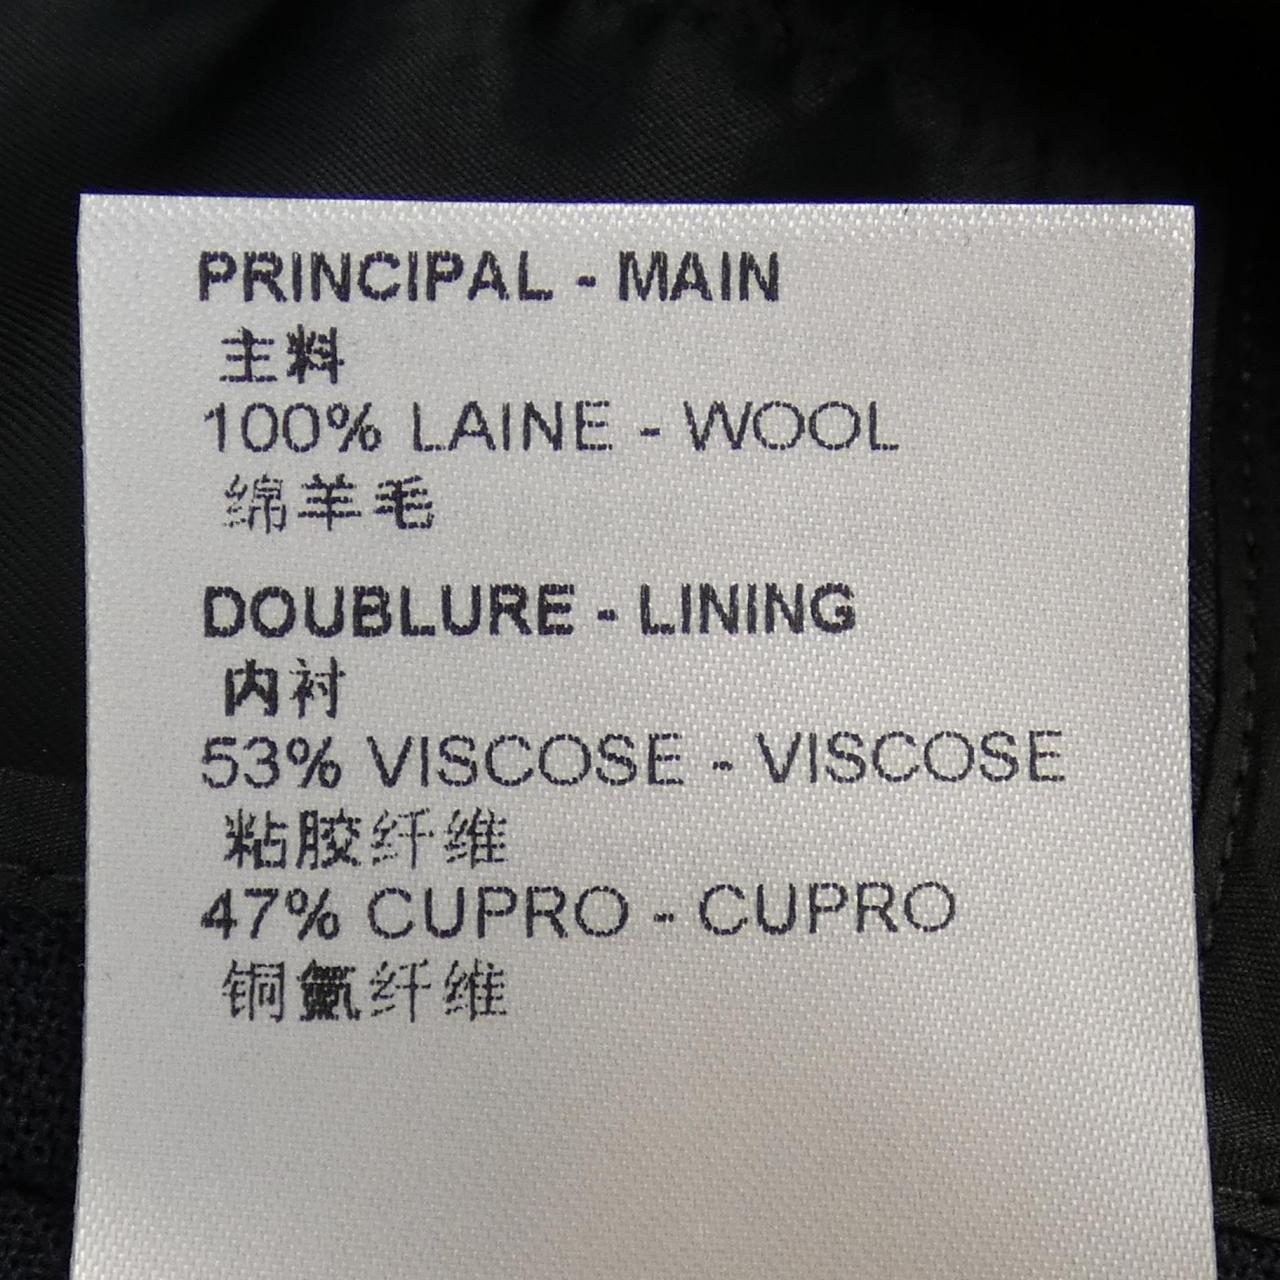 PRINCIPAL - MAIN
主料
100% LAINE - WOOL
绵羊毛
DOUBLURE - LINING
内衬
53% VISCOSE - VISCOSE
粘胶纤维
47% CUPRO - CUPRO
铜氨纤维